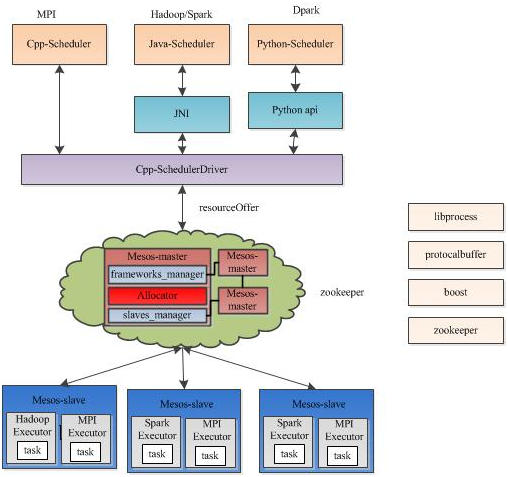 MPI
Hadoop/Spark
Dpark
Cpp-Scheduler
Java-Scheduler
Python-Scheduler
JNI
Python api
Cpp-SchedulerDriver
resourceOffer
libprocess
protocalbuffer
boost
zookeeper
Mesos-master
frameworks_manager
Allocator
slaves_manager
Mesos-
master
Mesos-
master
zookeeper
Mesos-slave
Hadoop
Executor
task
MPI
Executor
task
Mesos-slave
Spark
Executor
task
MPI
Executor
task
Mesos-slave
Spark
Executor
task
MPI
Executor
task